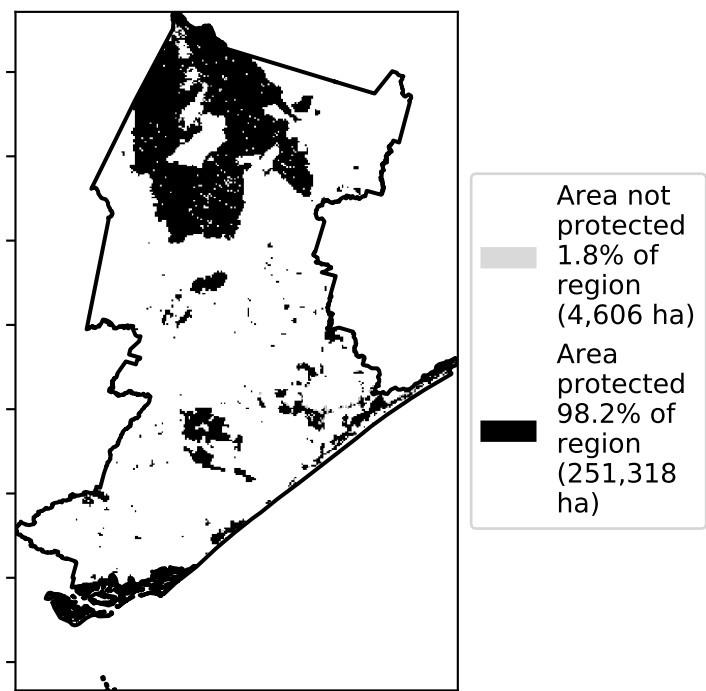 Area not
protected
1.8% of
region
(4,606 ha)
Area
protected
98.2% of
region
(251,318
ha)